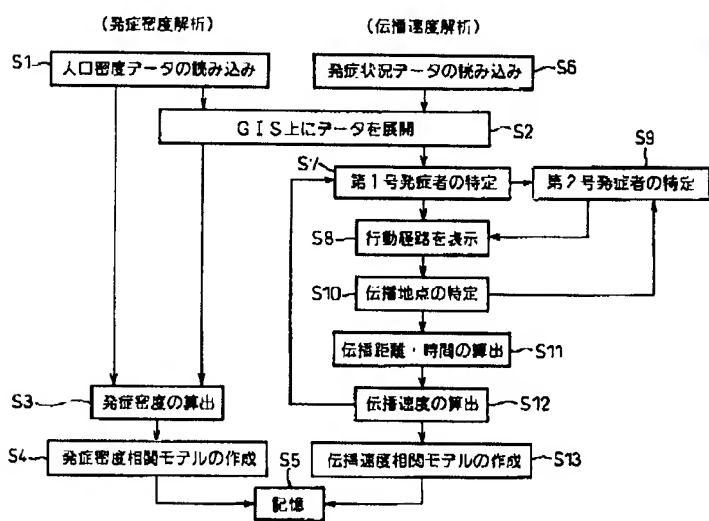 (発症密度解析)
(伝播速度解析)
S1
人口密度データの読み込み
発症状況データの読み込み
S6
GIS上にデータを展開
S2
S7
第1号発症者の特定
S9
第2号発症者の特定
S8
行動経路を表示
S10
伝播地点の特定
伝播距離・時間の算出
S11
S3
発症密度の算出
伝播速度の算出
S12
S4
発症密度相関モデルの作成
S5
記憶
伝播速度相関モデルの作成
S13